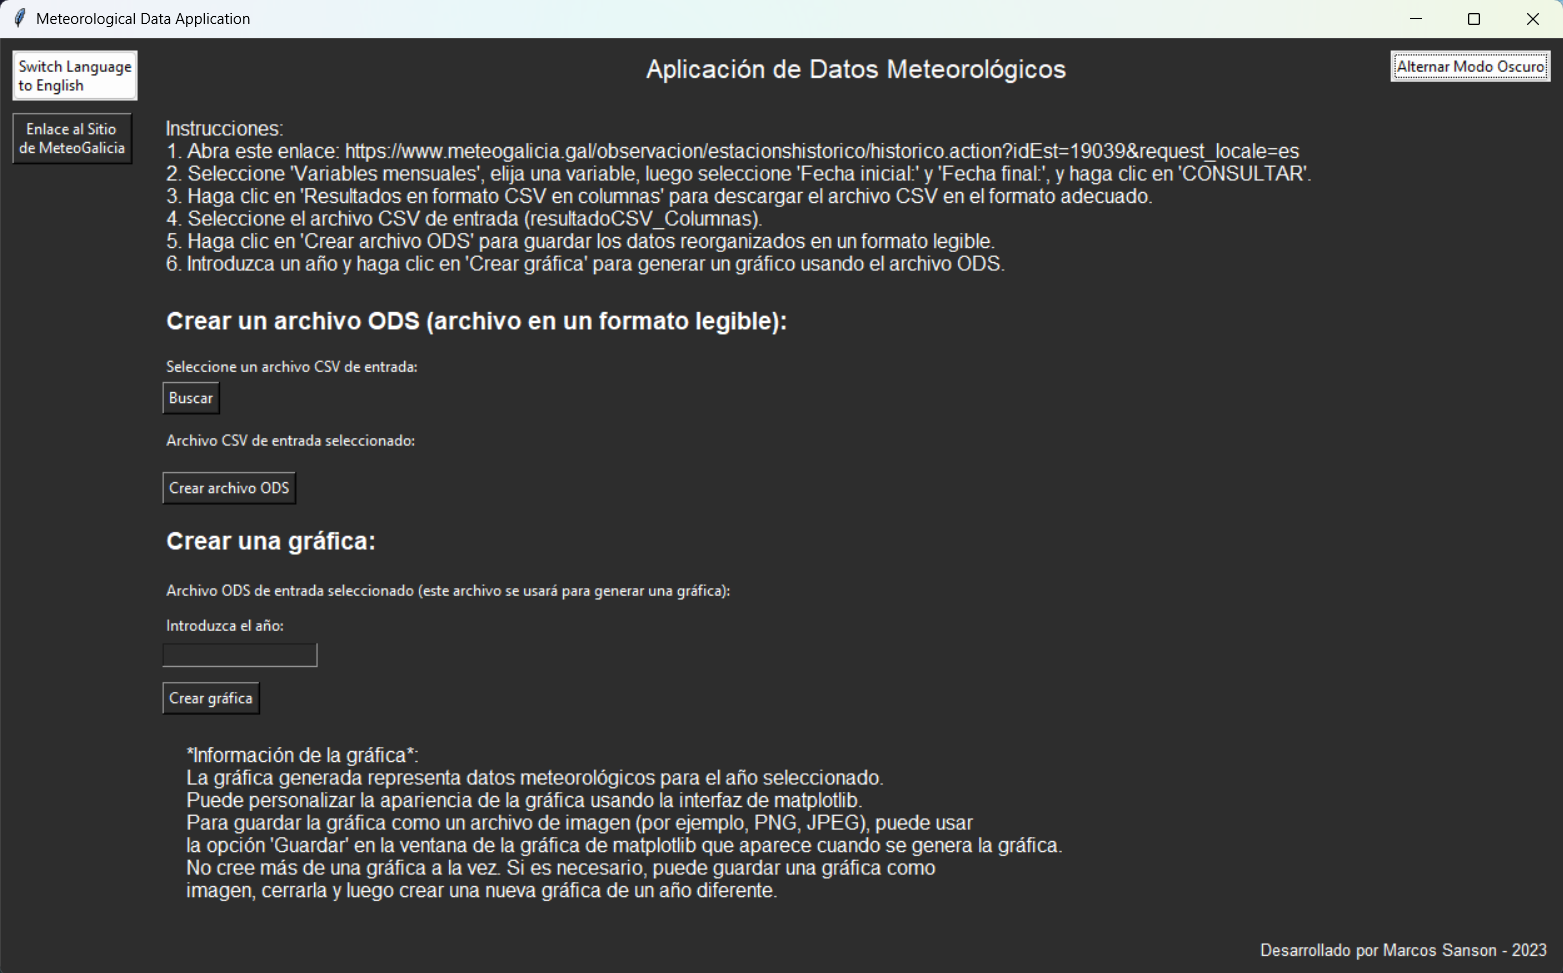 Meteorological Data Application
Switch Language
to English
Aplicación de Datos Meteorológicos
Alternar Modo Oscuro
Enlace al Sitio
de MeteoGalicia
Instrucciones:
1. Abra este enlace: https://www.meteogalicia.gal/observacion/estacionshistorico/historico.action?idEst=19039&request_locale=es
2. Seleccione 'Variables mensuales', elija una variable, luego seleccione 'Fecha inicial:' y 'Fecha final:', y haga clic en 'CONSULTAR'.
3. Haga clic en 'Resultados en formato CSV en columnas' para descargar el archivo CSV en el formato adecuado.
4. Seleccione el archivo CSV de entrada (resultadoCSV_Columnas).
5. Haga clic en 'Crear archivo ODS' para guardar los datos reorganizados en un formato legible.
6. Introduzca un año y haga clic en 'Crear gráfica' para generar un gráfico usando el archivo ODS.
Crear un archivo ODS (archivo en un formato legible):
Seleccione un archivo CSV de entrada:
Buscar
Archivo CSV de entrada seleccionado:
Crear archivo ODS
Crear una gráfica:
Archivo ODS de entrada seleccionado (este archivo se usará para generar una gráfica):
Introduzca el año:
Crear gráfica
*Información de la gráfica*:
La gráfica generada representa datos meteorológicos para el año seleccionado.
Puede personalizar la apariencia de la gráfica usando la interfaz de matplotlib.
Para guardar la gráfica como un archivo de imagen (por ejemplo, PNG, JPEG), puede usar
la opción 'Guardar' en la ventana de la gráfica de matplotlib que aparece cuando se genera la gráfica.
No cree más de una gráfica a la vez. Si es necesario, puede guardar una gráfica como
imagen, cerrarla y luego crear una nueva gráfica de un año diferente.
Desarrollado por Marcos Sanson - 2023